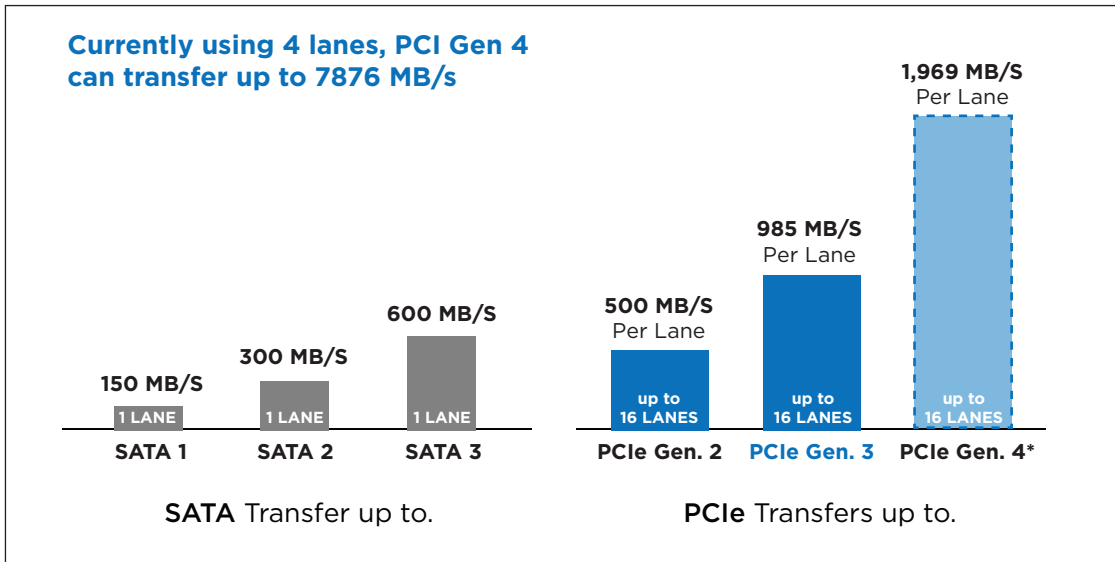 Currently using 4 lanes, PCI Gen 4
can transfer up to 7876 MB/s
150 MB/S
1 LANE
SATA 1
300 MB/S
1 LANE
SATA 2
600 MB/S
1 LANE
SATA 3
SATA Transfer up to.
500 MB/S
Per Lane
up to
16 LANES
PCIe Gen. 2
985 MB/S
Per Lane
up to
16 LANES
PCIe Gen. 3
1,969 MB/S
Per Lane
up to
16 LANES
PCIe Gen. 4*
PCIe Transfers up to.